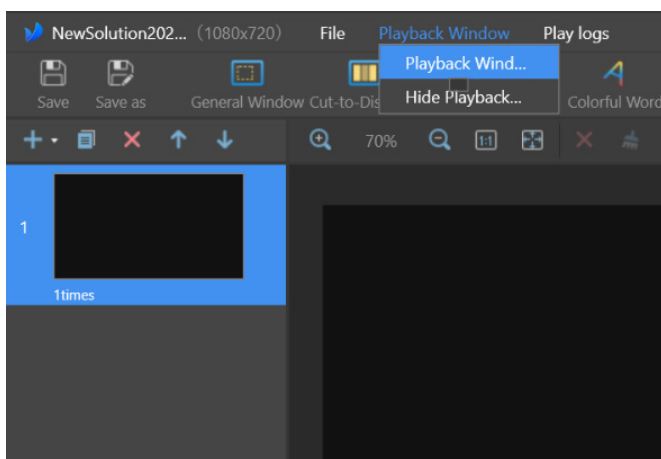 NewSolution202... (1080x720) File Playback Window Play logs
Playback Wind...
Hide Playback...
Save Save as General Window Cut-to-Dis Colorful Word
70% 1:1
1
1times